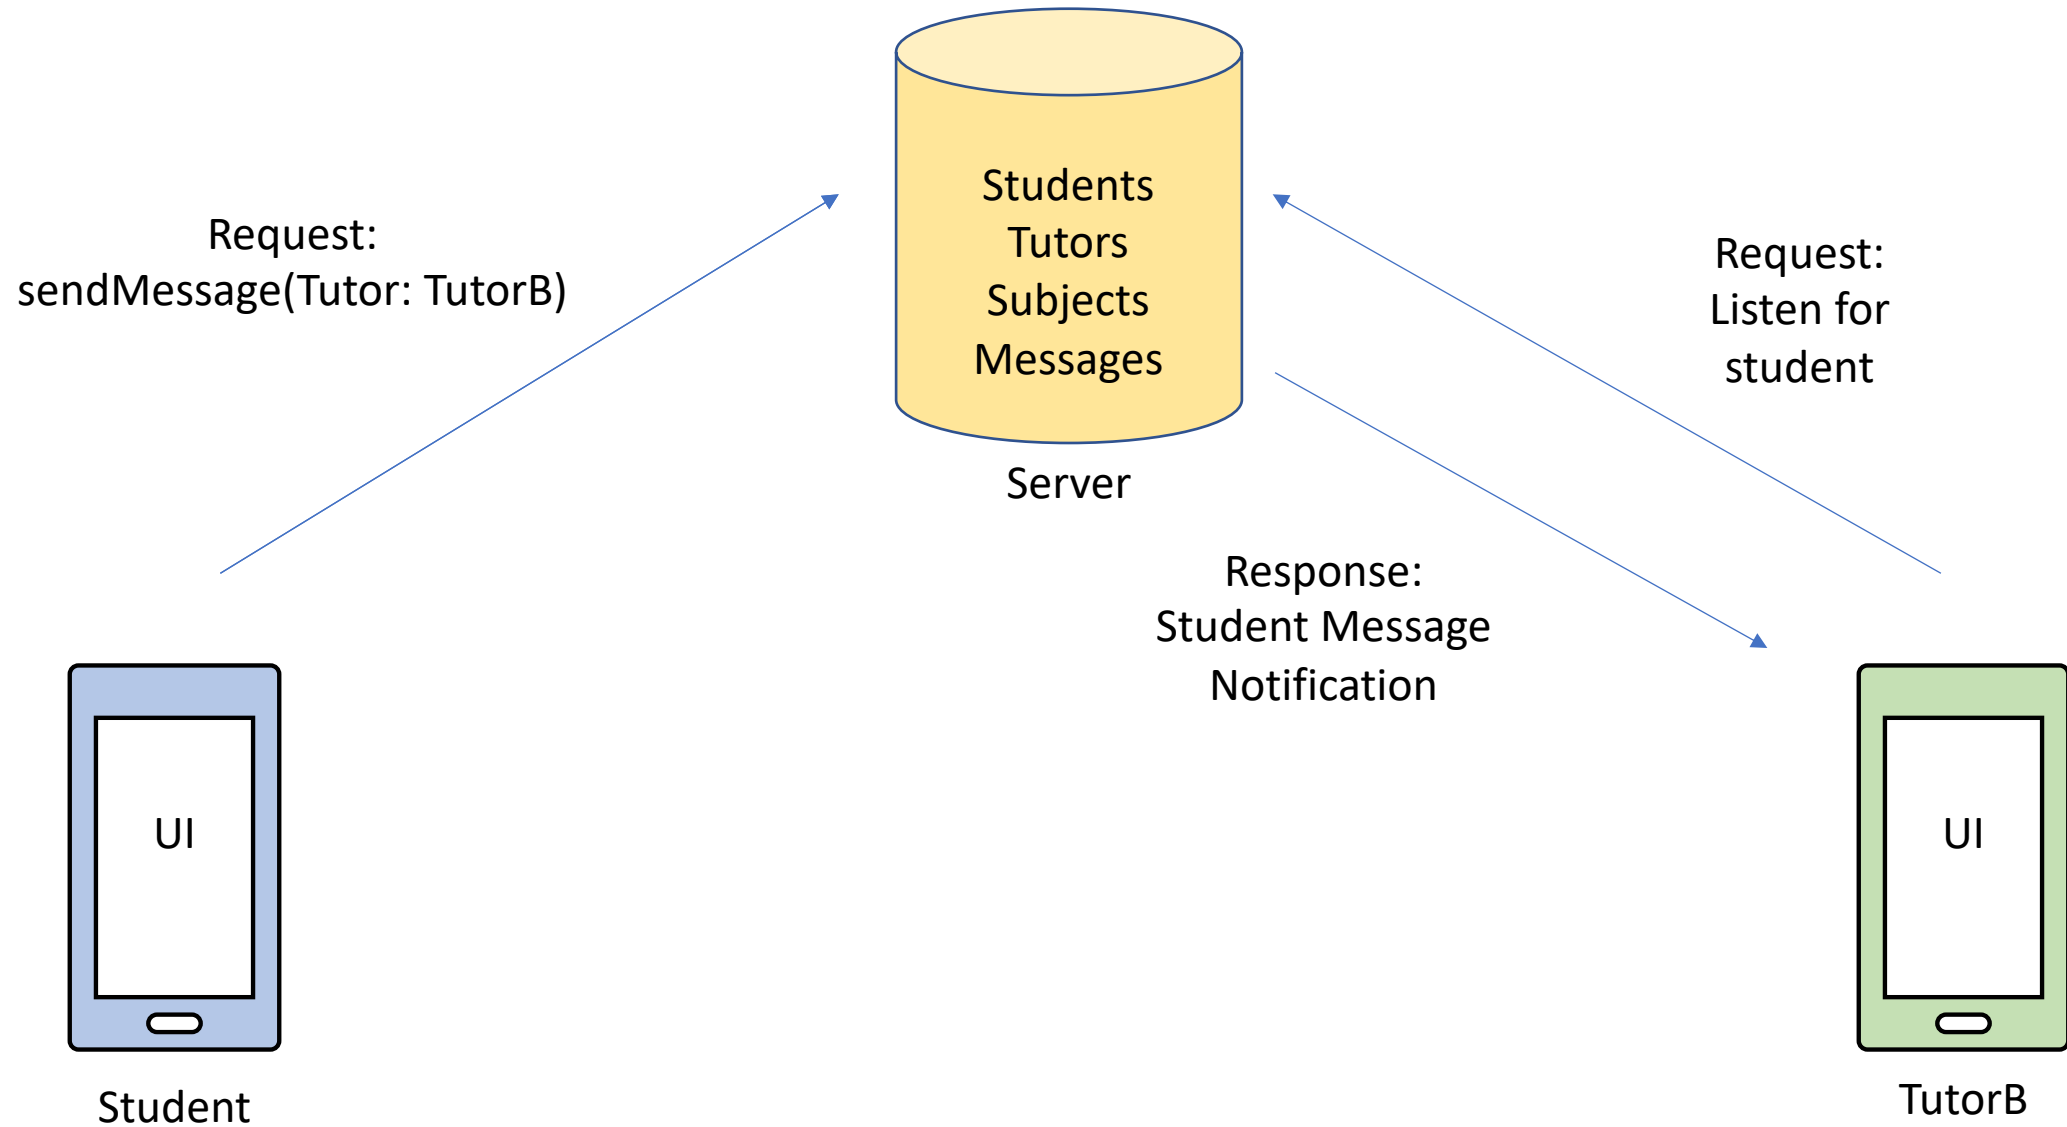 Students
Tutors
Subjects
Messages
Server
Request:
sendMessage(Tutor: TutorB)
Request:
Listen for
student
Response:
Student Message
Notification
UI
Student
UI
TutorB